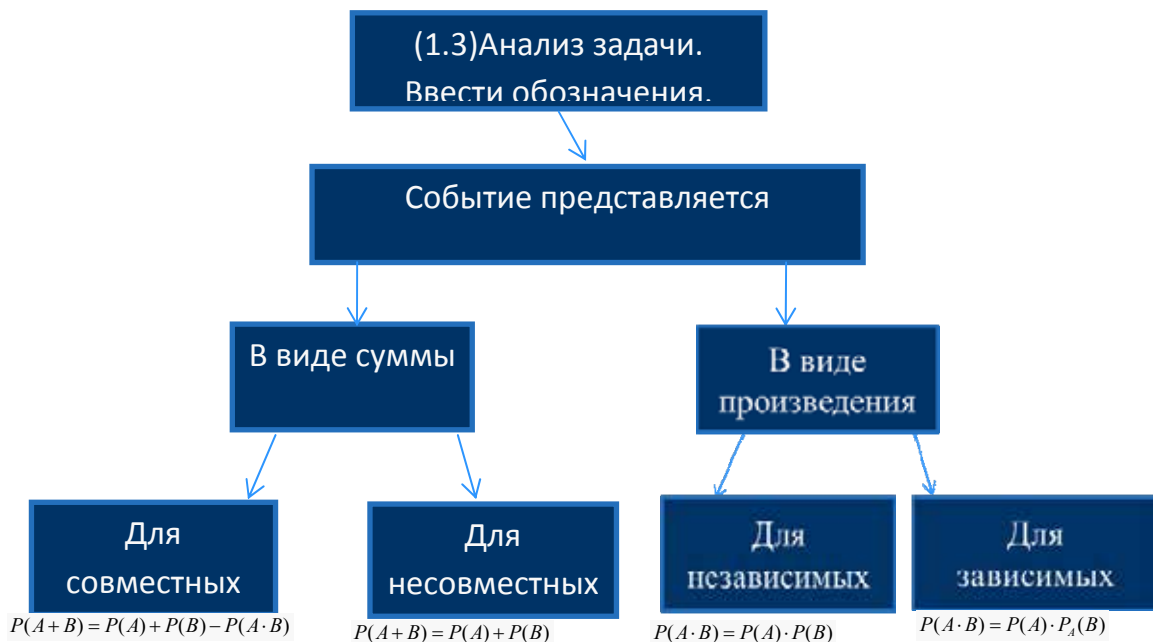 (1.3)Анализ задачи.
Ввести обозначения.
Событие представляется
В виде суммы
В виде
произведения
Для
совместных
Для
несовместных
Для
независимых
Для
зависимых
P(A+B)=P(A)+P(B)−P(A·B)
P(A+B)=P(A)+P(B)
P(A·B)=P(A)·P(B)
P(A·B)=P(A)·P_A(B)